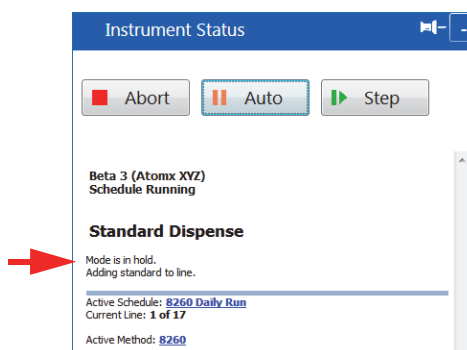 Instrument Status
Abort Auto Step
Beta 3 (Atomx XYZ)
Schedule Running
Standard Dispense
Mode is in hold.
Adding standard to line.
Active Schedule: 8260 Daily Run
Current Line: 1 of 17
Active Method: 8260